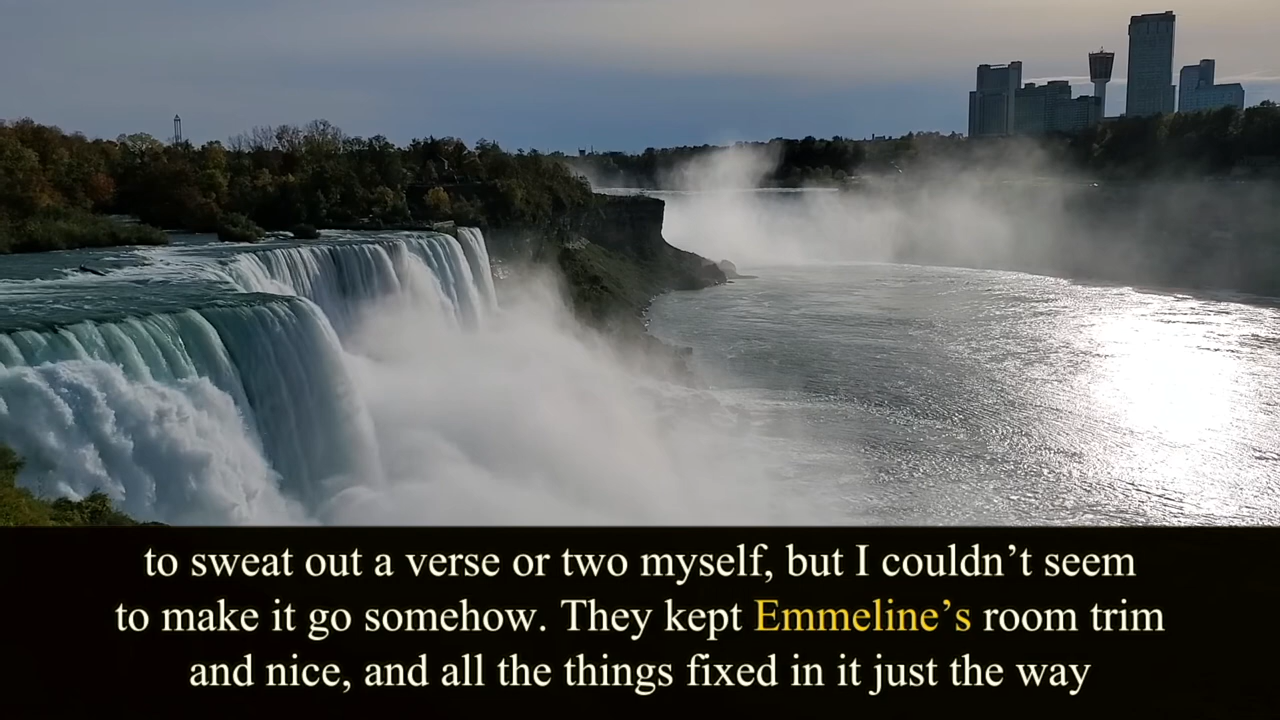 to sweat out a verse or two myself, but I couldn’t seem
to make it go somehow. They kept Emmeline’s room trim
and nice, and all the things fixed in it just the way